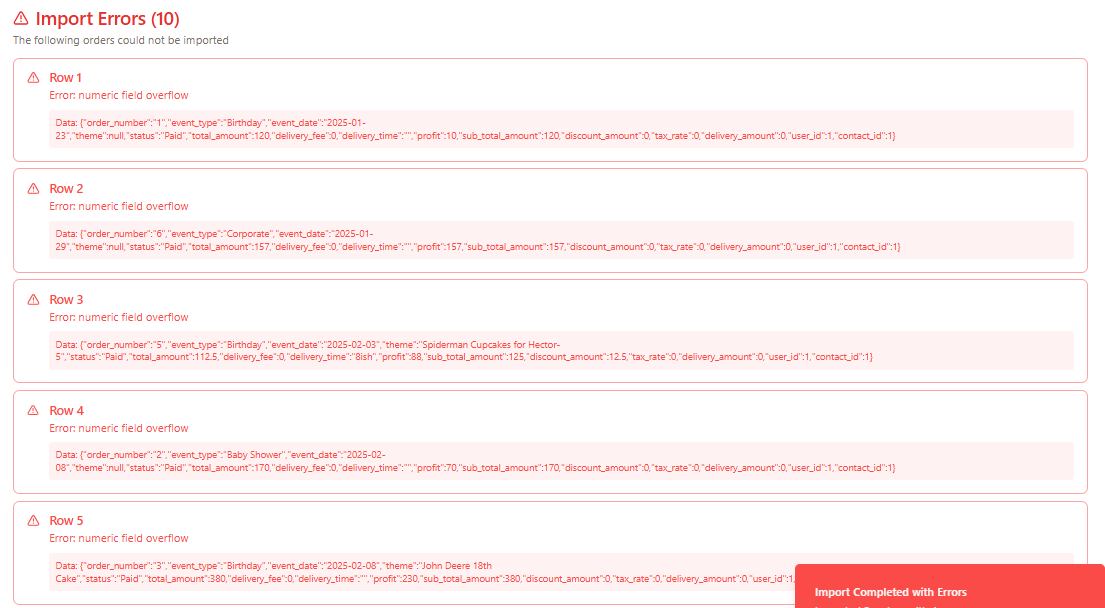 Import Errors (10)
The following orders could not be imported
Row 1
Error: numeric field overflow
Data: {"order_number":"1","event_type":"Birthday","event_date":"2025-01-
23","theme":null,"status":"Paid","total_amount":120,"delivery_fee":0,"delivery_time":"","profit":10,"sub_total_amount":120,"discount_amount":0,"tax_rate":0,"delivery_amount":0,"user_id":1,"contact_id":1}
Row 2
Error: numeric field overflow
Data: {"order_number":"6","event_type":"Corporate","event_date":"2025-01-
29","theme":null,"status":"Paid","total_amount":157,"delivery_fee":0,"delivery_time":"","profit":157,"sub_total_amount":157,"discount_amount":0,"tax_rate":0,"delivery_amount":0,"user_id":1,"contact_id":1}
Row 3
Error: numeric field overflow
Data: {"order_number":"5","event_type":"Birthday","event_date":"2025-02-03","theme":"Spiderman Cupcakes for Hector-
5","status":"Paid","total_amount":112.5,"delivery_fee":0,"delivery_time":"8ish","profit":88,"sub_total_amount":125,"discount_amount":12.5,"tax_rate":0,"delivery_amount":0,"user_id":1,"contact_id":1}
Row 4
Error: numeric field overflow
Data: {"order_number":"2","event_type":"Baby Shower","event_date":"2025-02-
08","theme":null,"status":"Paid","total_amount":170,"delivery_fee":0,"delivery_time":"","profit":70,"sub_total_amount":170,"discount_amount":0,"tax_rate":0,"delivery_amount":0,"user_id":1,"contact_id":1}
Row 5
Error: numeric field overflow
Data: {"order_number":"3","event_type":"Birthday","event_date":"2025-02-08","theme":"John Deere 18th
Cake","status":"Paid","total_amount":380,"delivery_fee":0,"delivery_time":"","profit":230,"sub_total_amount":380,"discount_amount":0,"tax_rate":0,"delivery_amount":0,"user_id":1,
Import Completed with Errors